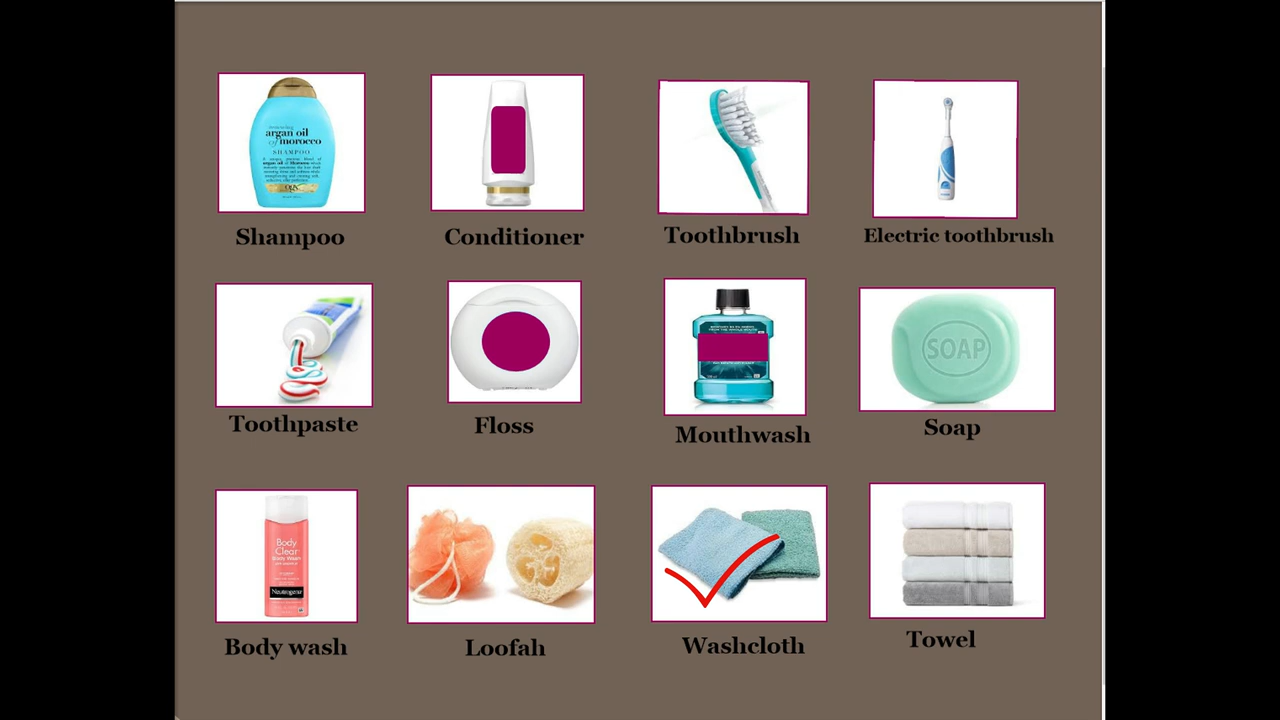 argan oil
of morocco
SHAMPOO
OGX
Shampoo
Conditioner
Toothbrush
Electric toothbrush
SOAP
Toothpaste
Floss
Mouthwash
Soap
Body
Clear
Body Wash
Neutrogena
Body wash
Loofah
Washcloth
Towel